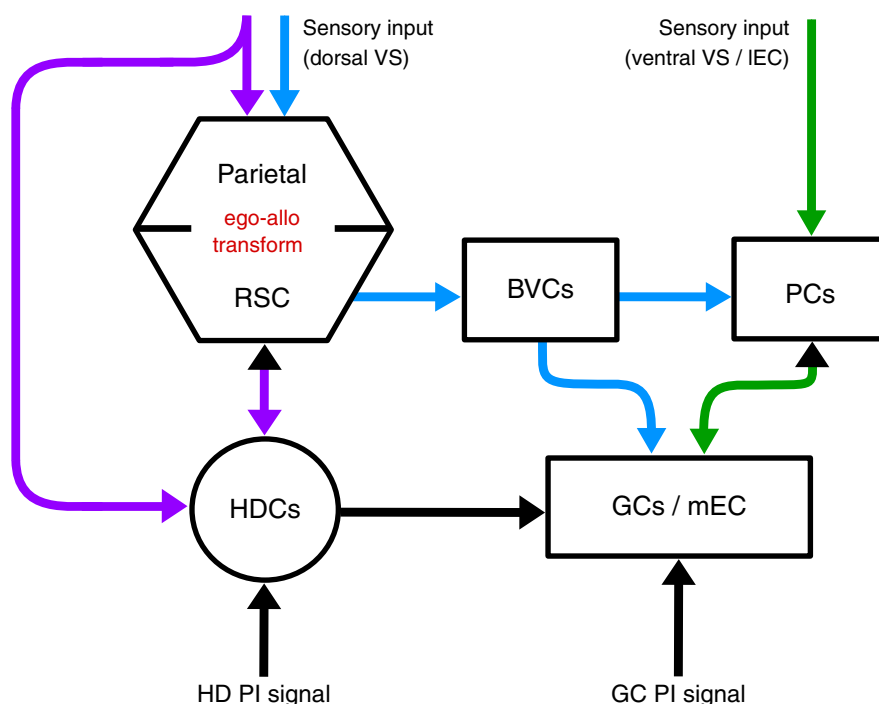 Sensory input
(dorsal VS)
Sensory input
(ventral VS / lEC)
Parietal
ego-allo
transform
RSC
BVCs
PCs
HDCs
GCs / mEC
HD PI signal
GC PI signal